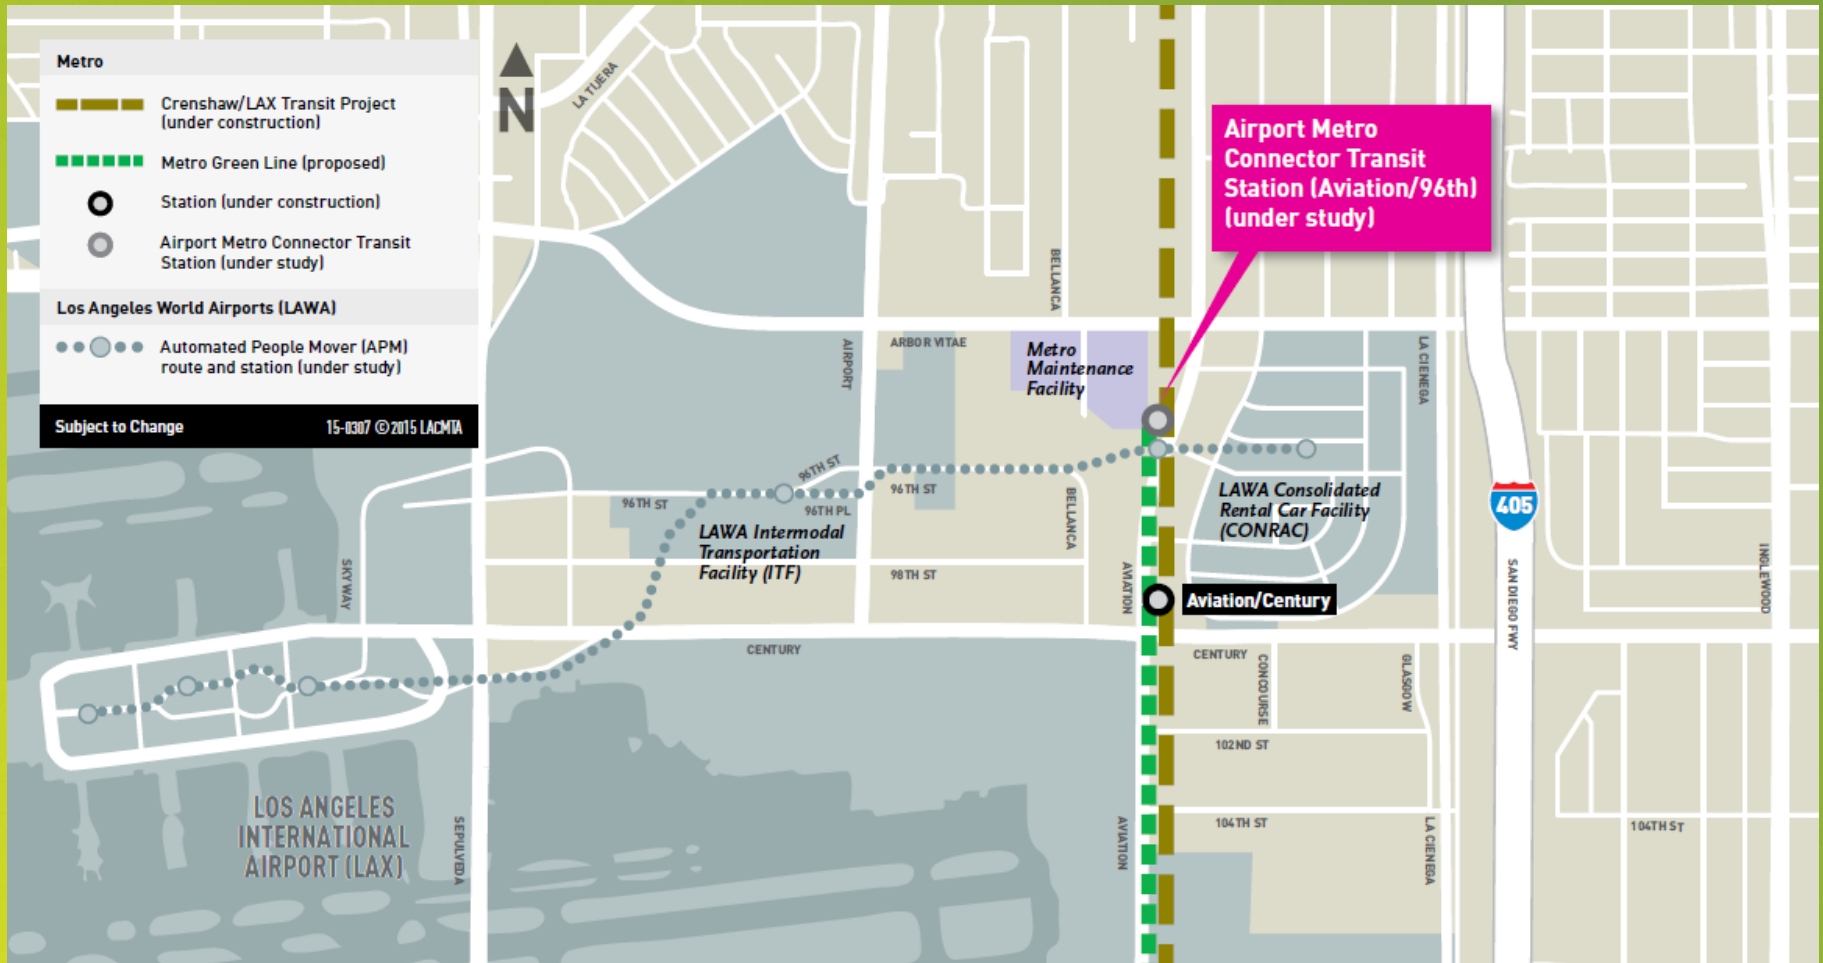 Metro
Crenshaw/LAX Transit Project
(under construction)
Metro Green Line (proposed)
Station (under construction)
Airport Metro Connector Transit
Station (under study)
Los Angeles World Airports (LAWA)
Automated People Mover (APM)
route and station (under study)
Subject to Change
15-0307 ©2015 LACMTA
N
LA TIJERA
Airport Metro
Connector Transit
Station (Aviation/96th)
(under study)
BELLANCA
ARBOR VITAE
AIRPORT
Metro
Maintenance
Facility
LA CIENEGA
96TH ST
96TH ST
96TH PL
96TH ST
BELLANCA
LAWA Consolidated
Rental Car Facility
(CONRAC)
405
LAWA Intermodal
Transportation
Facility (ITF)
98TH ST
SKYWAY
AVIATION
Aviation/Century
SAN DIEGO FWY
INGLEWOOD
CENTURY
CENTURY
CONCOURSE
GLASGOW
102ND ST
LOS ANGELES
INTERNATIONAL
AIRPORT (LAX)
SEPULVEDA
AVIATION
104TH ST
LA CIENEGA
104TH ST